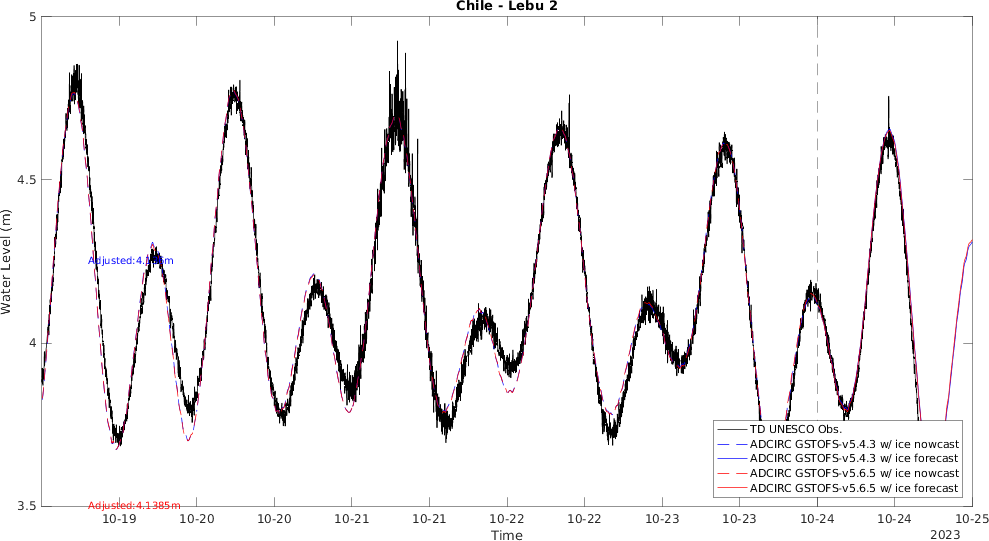 Chile - Lebu 2
5
4.5
4
3.5
Water Level (m)
Adjusted:4.1385m
TD UNESCO Obs.
ADCIRC GSTOFS-v5.4.3 w/ ice nowcast
ADCIRC GSTOFS-v5.4.3 w/ ice forecast
ADCIRC GSTOFS-v5.6.5 w/ ice nowcast
ADCIRC GSTOFS-v5.6.5 w/ ice forecast
10-19 10-20 10-20 10-21 10-21 10-22 10-22 10-23 10-23 10-24 10-24 10-25
Time
2023